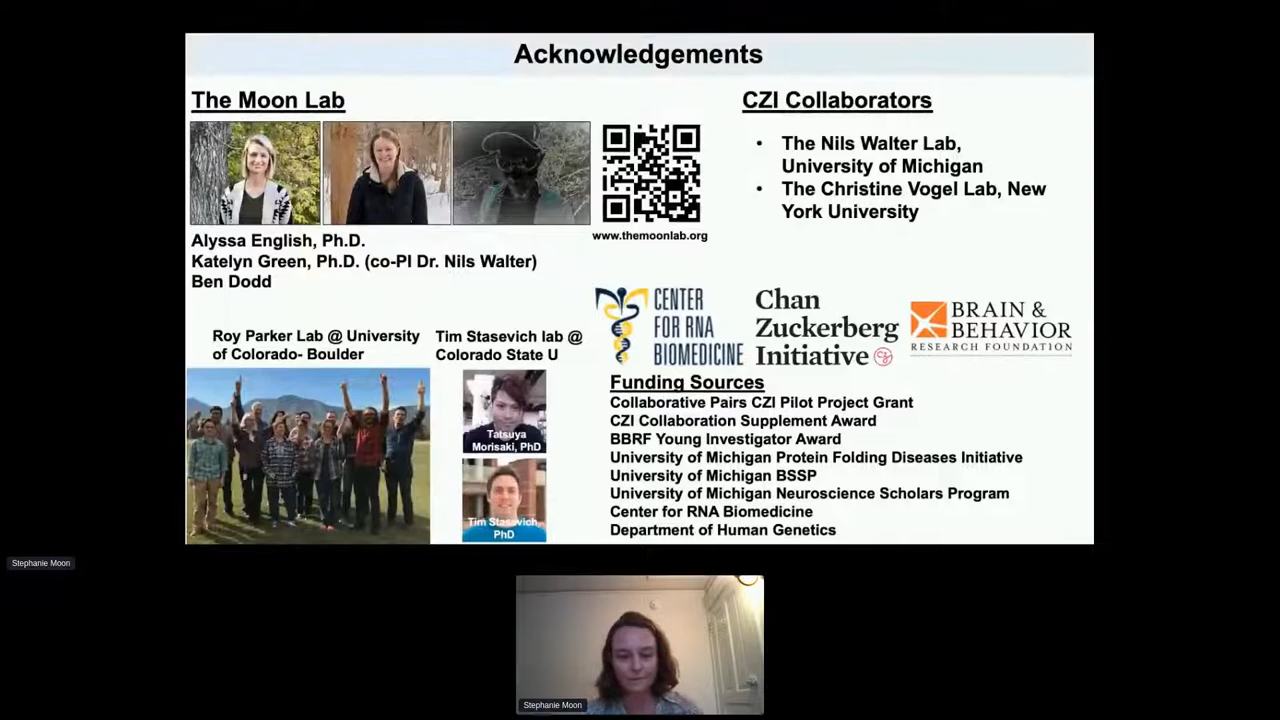 Acknowledgements
The Moon Lab
www.themoonlab.org
Alyssa English, Ph.D.
Katelyn Green, Ph.D. (co-PI Dr. Nils Walter)
Ben Dodd
CZI Collaborators
• The Nils Walter Lab,
University of Michigan
• The Christine Vogel Lab, New
York University
Roy Parker Lab @ University
of Colorado- Boulder
Tim Stasevich lab @
Colorado State U
Tatsuya
Morisaki, PhD
Tim Stasevich,
PhD
CENTER
FOR RNA
BIOMEDICINE
Chan
Zuckerberg
Initiative
BRAIN &
BEHAVIOR
RESEARCH FOUNDATION
Funding Sources
Collaborative Pairs CZI Pilot Project Grant
CZI Collaboration Supplement Award
BBRF Young Investigator Award
University of Michigan Protein Folding Diseases Initiative
University of Michigan BSSP
University of Michigan Neuroscience Scholars Program
Center for RNA Biomedicine
Department of Human Genetics
Stephanie Moon
Stephanie Moon